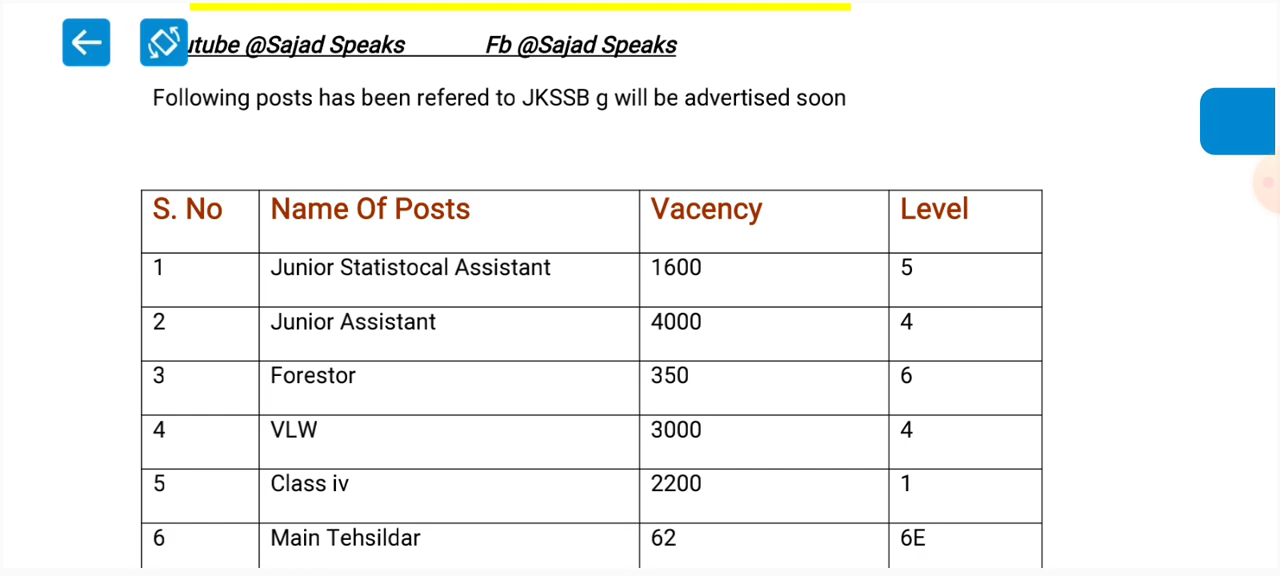 utube @Sajad Speaks Fb @Sajad Speaks
Following posts has been refered to JKSSB g will be advertised soon
S. No Name Of Posts Vacency Level
1 Junior Statistocal Assistant 1600 5
2 Junior Assistant 4000 4
3 Forestor 350 6
4 VLW 3000 4
5 Class iv 2200 1
6 Main Tehsildar 62 6E